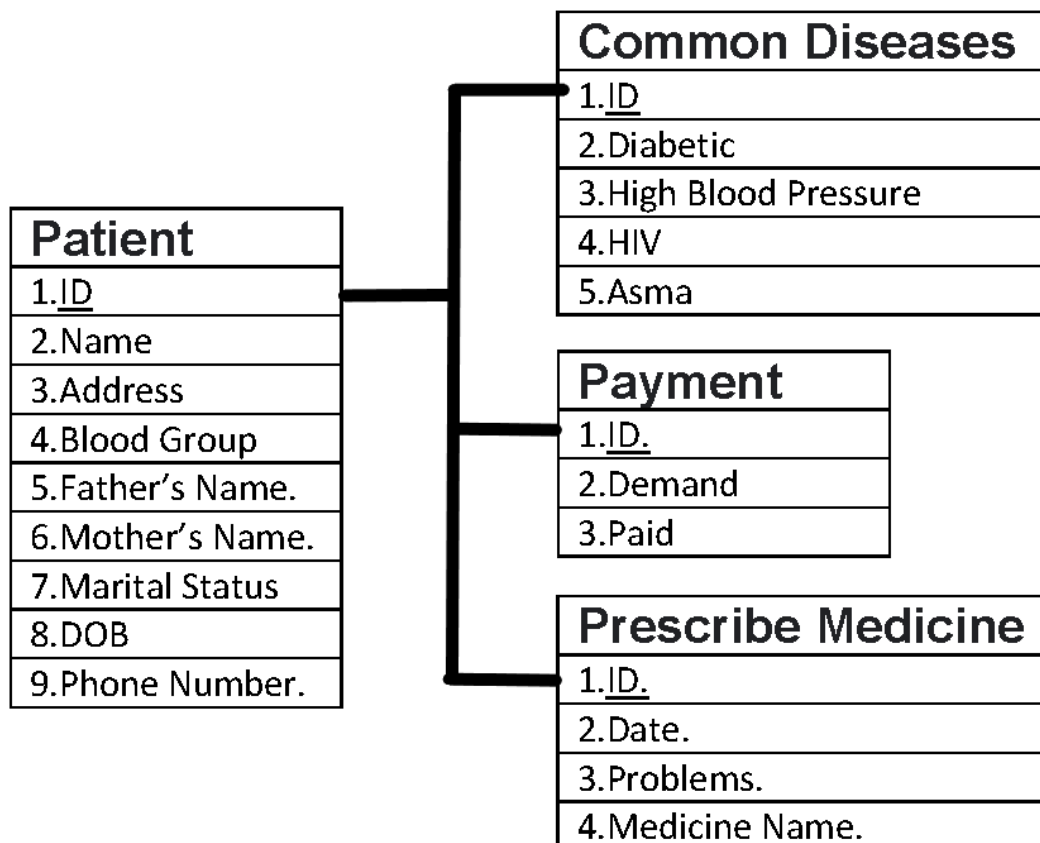 Patient
1.ID
2.Name
3.Address
4.Blood Group
5.Father’s Name.
6.Mother’s Name.
7.Marital Status
8.DOB
9.Phone Number.
Common Diseases
1.ID
2.Diabetic
3.High Blood Pressure
4.HIV
5.Asma
Payment
1.ID.
2.Demand
3.Paid
Prescribe Medicine
1.ID.
2.Date.
3.Problems.
4.Medicine Name.